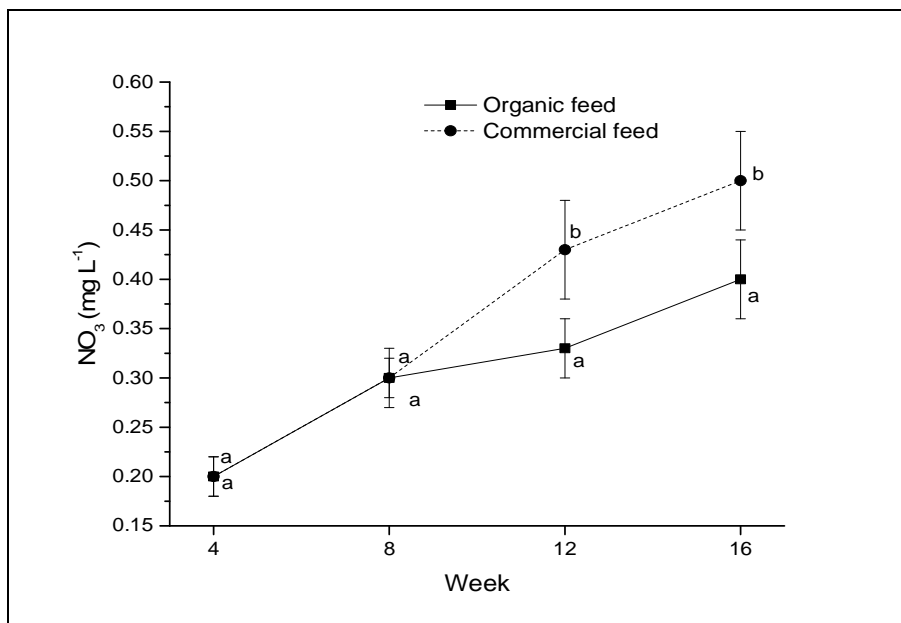 0.60
0.55
0.50
0.45
0.40
0.35
0.30
0.25
0.20
0.15
NO₃ (mg L⁻¹)
Organic feed
Commercial feed
a
a
a
a
b
a
b
a
4
8
12
16
Week